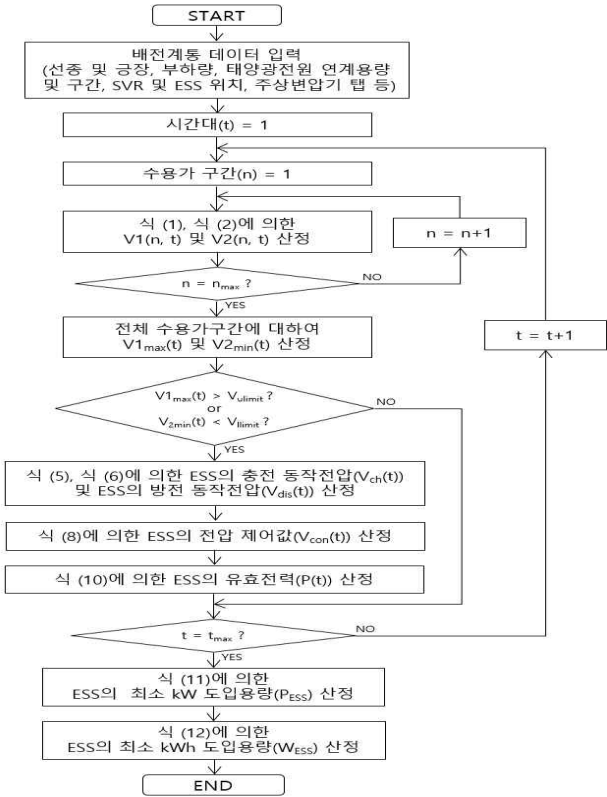 START
배전계통 데이터 입력
(선종 및 긍장, 부하량, 태양광전원 연계용량
및 구간, SVR 및 ESS 위치, 주상변압기 탭 등)
시간대(t) = 1
수용가 구간(n) = 1
식 (1), 식 (2)에 의한
V1(n, t) 및 V2(n, t) 산정
n = n+1
n = nmax ?
NO
YES
전체 수용가구간에 대하여
V1max(t) 및 V2min(t) 산정
t = t+1
V1max(t) > Vulimit ?
or
V2min(t) < Vllimit ?
NO
YES
식 (5), 식 (6)에 의한 ESS의 충전 동작전압(Vch(t))
및 ESS의 방전 동작전압(Vdis(t)) 산정
식 (8)에 의한 ESS의 전압 제어값(Vcon(t)) 산정
식 (10)에 의한 ESS의 유효전력(P(t)) 산정
t = tmax ?
NO
YES
식 (11)에 의한
ESS의 최소 kW 도입용량(PESS) 산정
식 (12)에 의한
ESS의 최소 kWh 도입용량(WESS) 산정
END